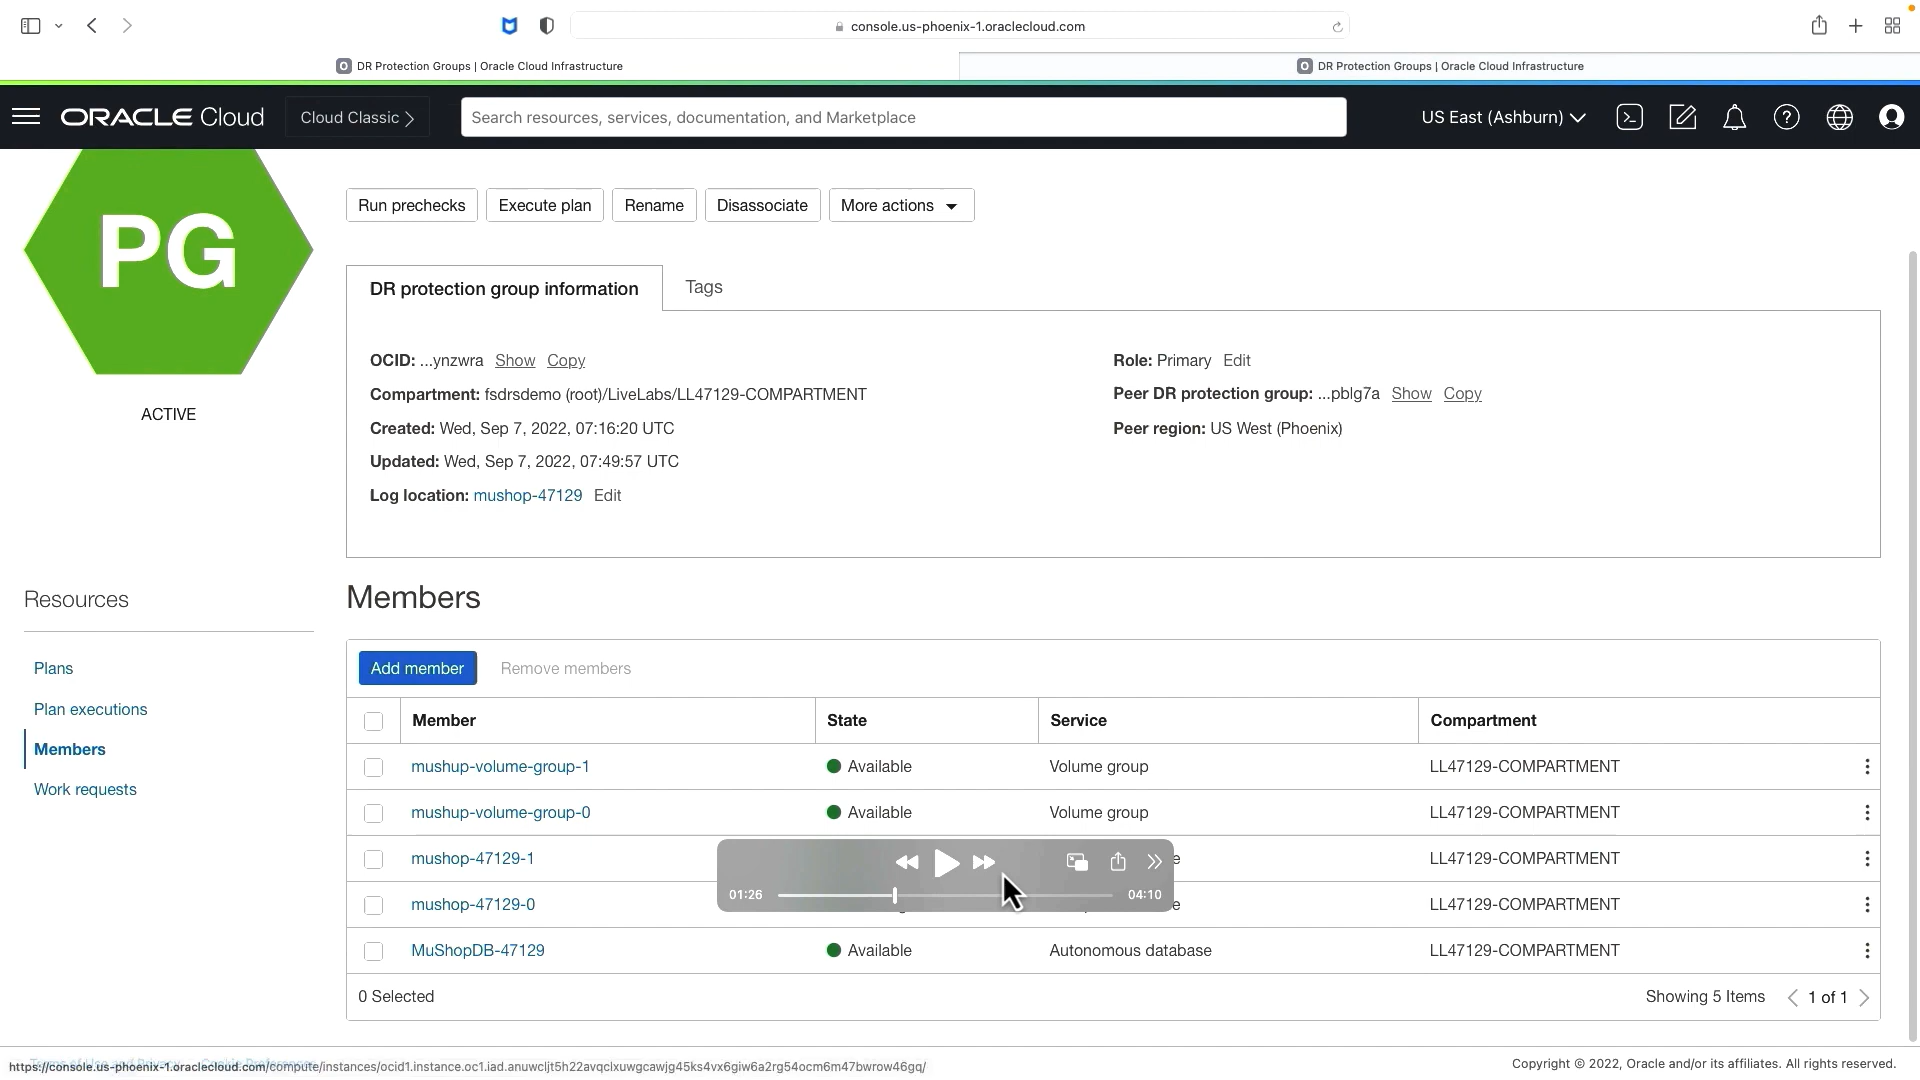 console.us-phoenix-1.oraclecloud.com
DR Protection Groups | Oracle Cloud Infrastructure
DR Protection Groups | Oracle Cloud Infrastructure
ORACLE Cloud
Cloud Classic
Search resources, services, documentation, and Marketplace
US East (Ashburn)
PG
ACTIVE
Run prechecks
Execute plan
Rename
Disassociate
More actions
DR protection group information
Tags
OCID: ...ynzwra Show Copy
Compartment: fsdrsdemo (root)/LiveLabs/LL47129-COMPARTMENT
Created: Wed, Sep 7, 2022, 07:16:20 UTC
Updated: Wed, Sep 7, 2022, 07:49:57 UTC
Log location: mushop-47129 Edit
Role: Primary Edit
Peer DR protection group: ...pblg7a Show Copy
Peer region: US West (Phoenix)
Resources
Plans
Plan executions
Members
Work requests
Members
Add member Remove members
Member State Service Compartment
mushup-volume-group-1 Available Volume group LL47129-COMPARTMENT
mushup-volume-group-0 Available Volume group LL47129-COMPARTMENT
mushop-47129-1 LL47129-COMPARTMENT
mushop-47129-0 LL47129-COMPARTMENT
01:26 04:10
MuShopDB-47129 Available Autonomous database LL47129-COMPARTMENT
0 Selected Showing 5 Items 1 of 1
Terms of Use and Privacy Cookie Preferences
https://console.us-phoenix-1.oraclecloud.com/compute/instances/ocid1.instance.oc1.iad.anuwcljt5h22avqclxuwgcawjg45ks4vx6giw6a2rg54ocm6m47bwrow46gq/
Copyright © 2022, Oracle and/or its affiliates. All rights reserved.